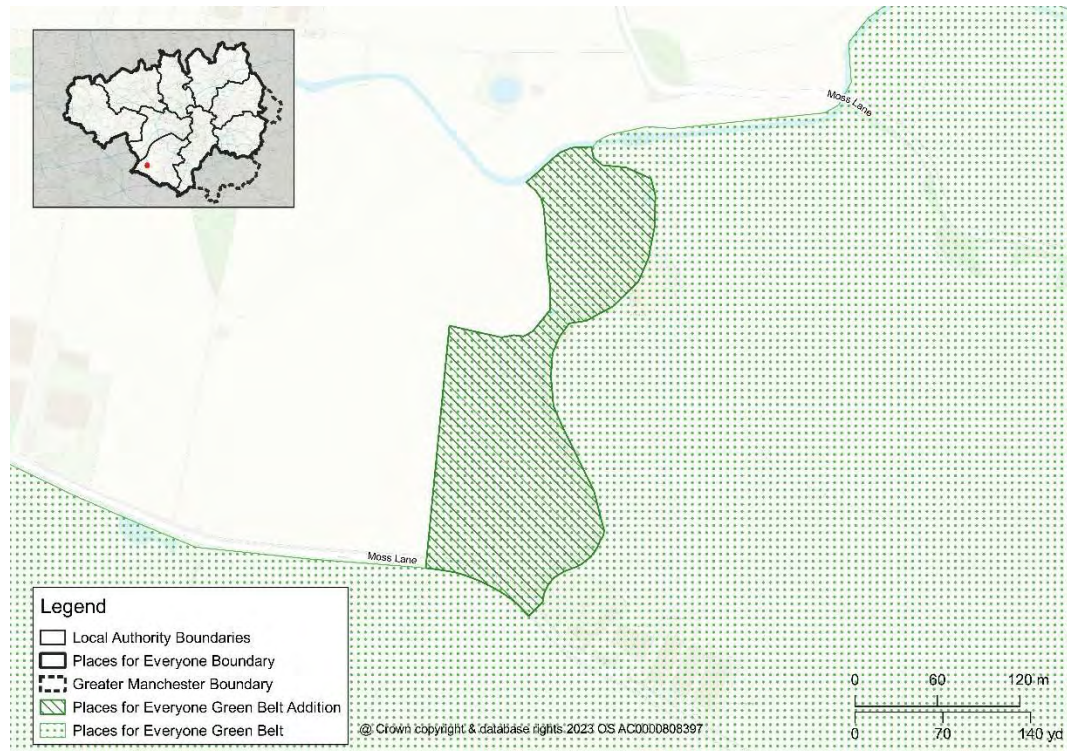 Moss Lane
Moss Lane
Legend
Local Authority Boundaries
Places for Everyone Boundary
Greater Manchester Boundary
Places for Everyone Green Belt Addition
Places for Everyone Green Belt
@ Crown copyright & database rights 2023 OS AC0000808397
0 60 120 m
0 70 140 yd